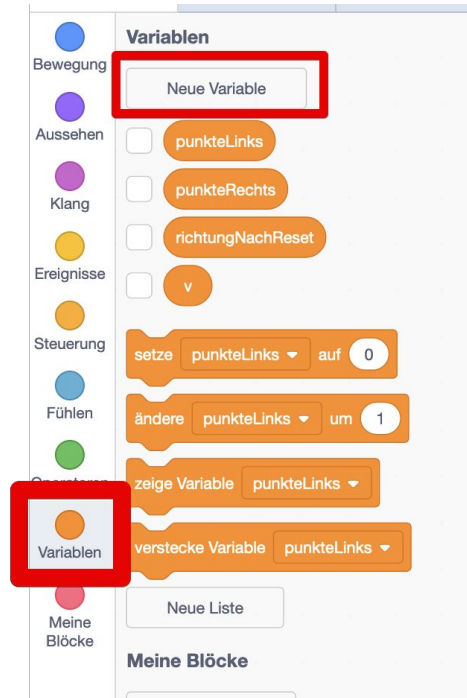 Bewegung
Aussehen
Klang
Ereignisse
Steuerung
Fühlen
Operatoren
Variablen
Meine
Blöcke
Variablen
Neue Variable
punkteLinks
punkteRechts
richtungNachReset
v
setze punkteLinks auf 0
ändere punkteLinks um 1
zeige Variable punkteLinks
verstecke Variable punkteLinks
Neue Liste
Meine Blöcke